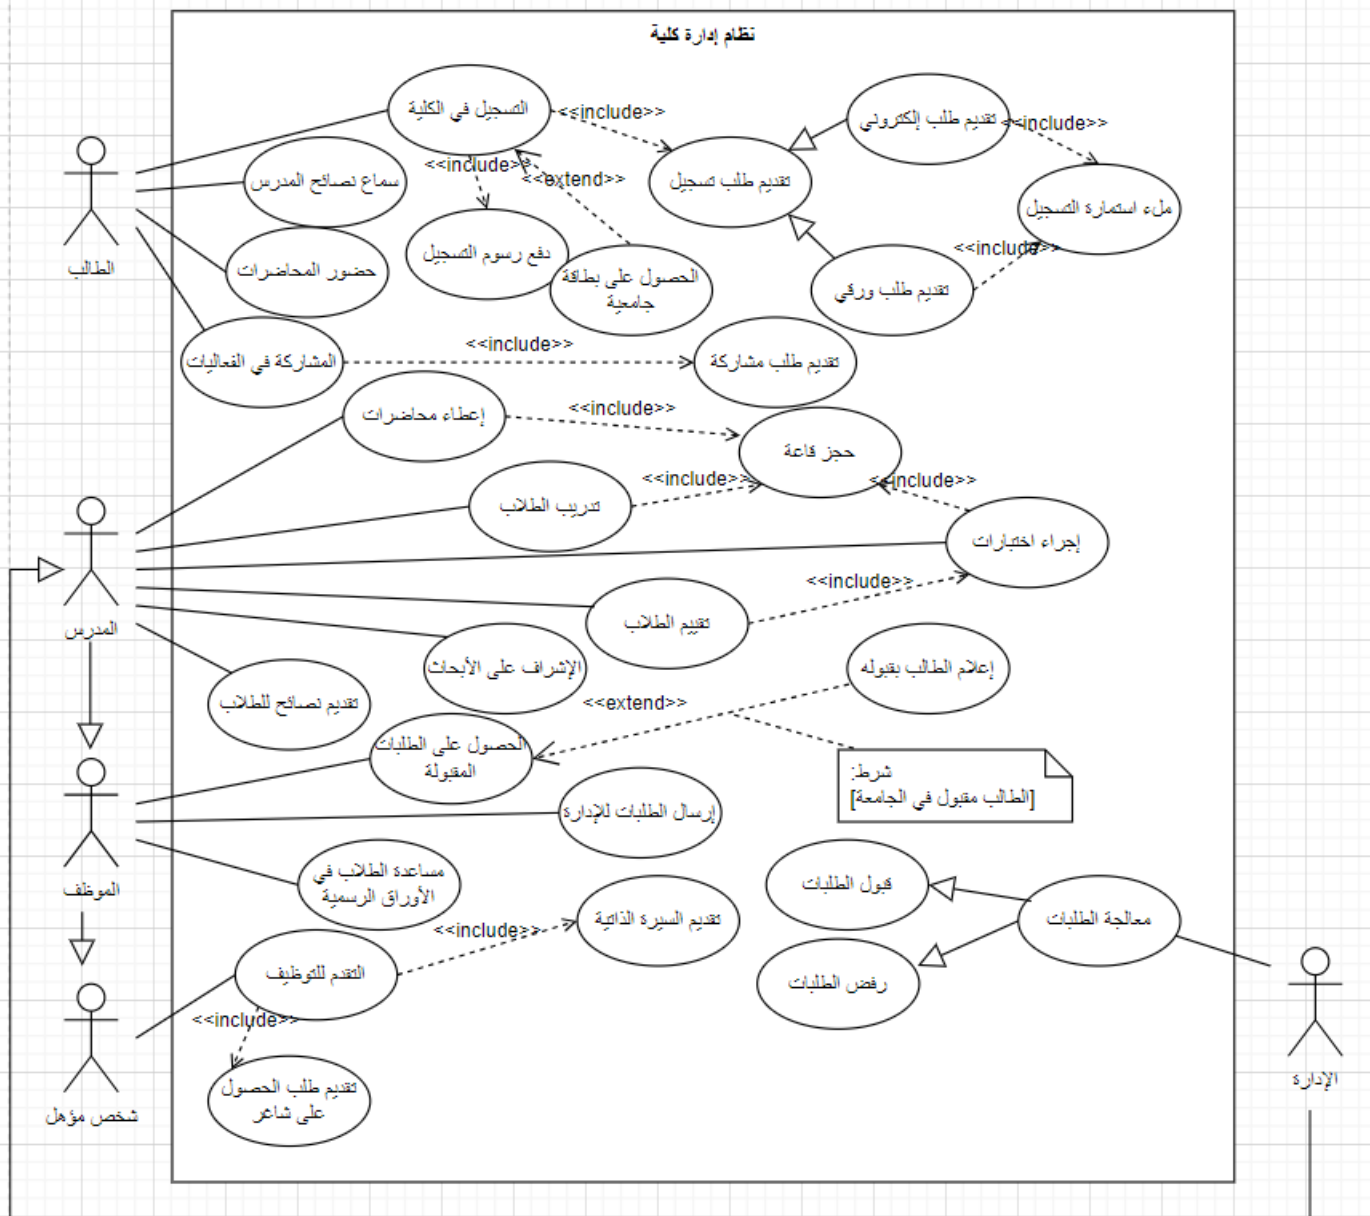 نظام إدارة كلية
التسجيل في الكلية
<<include>>
تقديم طلب إلكتروني
<<include>>
الطالب
سماع نصائح المدرس
<<include>>
<<extend>>
تقديم طلب تسجيل
ملء استمارة التسجيل
حضور المحاضرات
دفع رسوم التسجيل
الحصول على بطاقة
جامعية
<<include>>
تقديم طلب ورقي
المشاركة في الفعاليات
<<include>>
تقديم طلب مشاركة
إعطاء محاضرات
<<include>>
حجز قاعة
تدريب الطلاب
<<include>>
<<include>>
إجراء اختبارات
<<include>>
المدرس
تقييم الطلاب
الإشراف على الأبحاث
إعلام الطالب بقبوله
تقديم نصائح للطلاب
<<extend>>
الحصول على الطلبات
المقبولة
شرط:
[الطالب مقبول في الجامعة]
إرسال الطلبات للإدارة
الموظف
مساعدة الطلاب في
الأوراق الرسمية
قبول الطلبات
معالجة الطلبات
<<include>>
تقديم السيرة الذاتية
التقدم للتوظيف
رفض الطلبات
<<include>>
تقديم طلب الحصول
على شاغر
شخص مؤهل
الإدارة